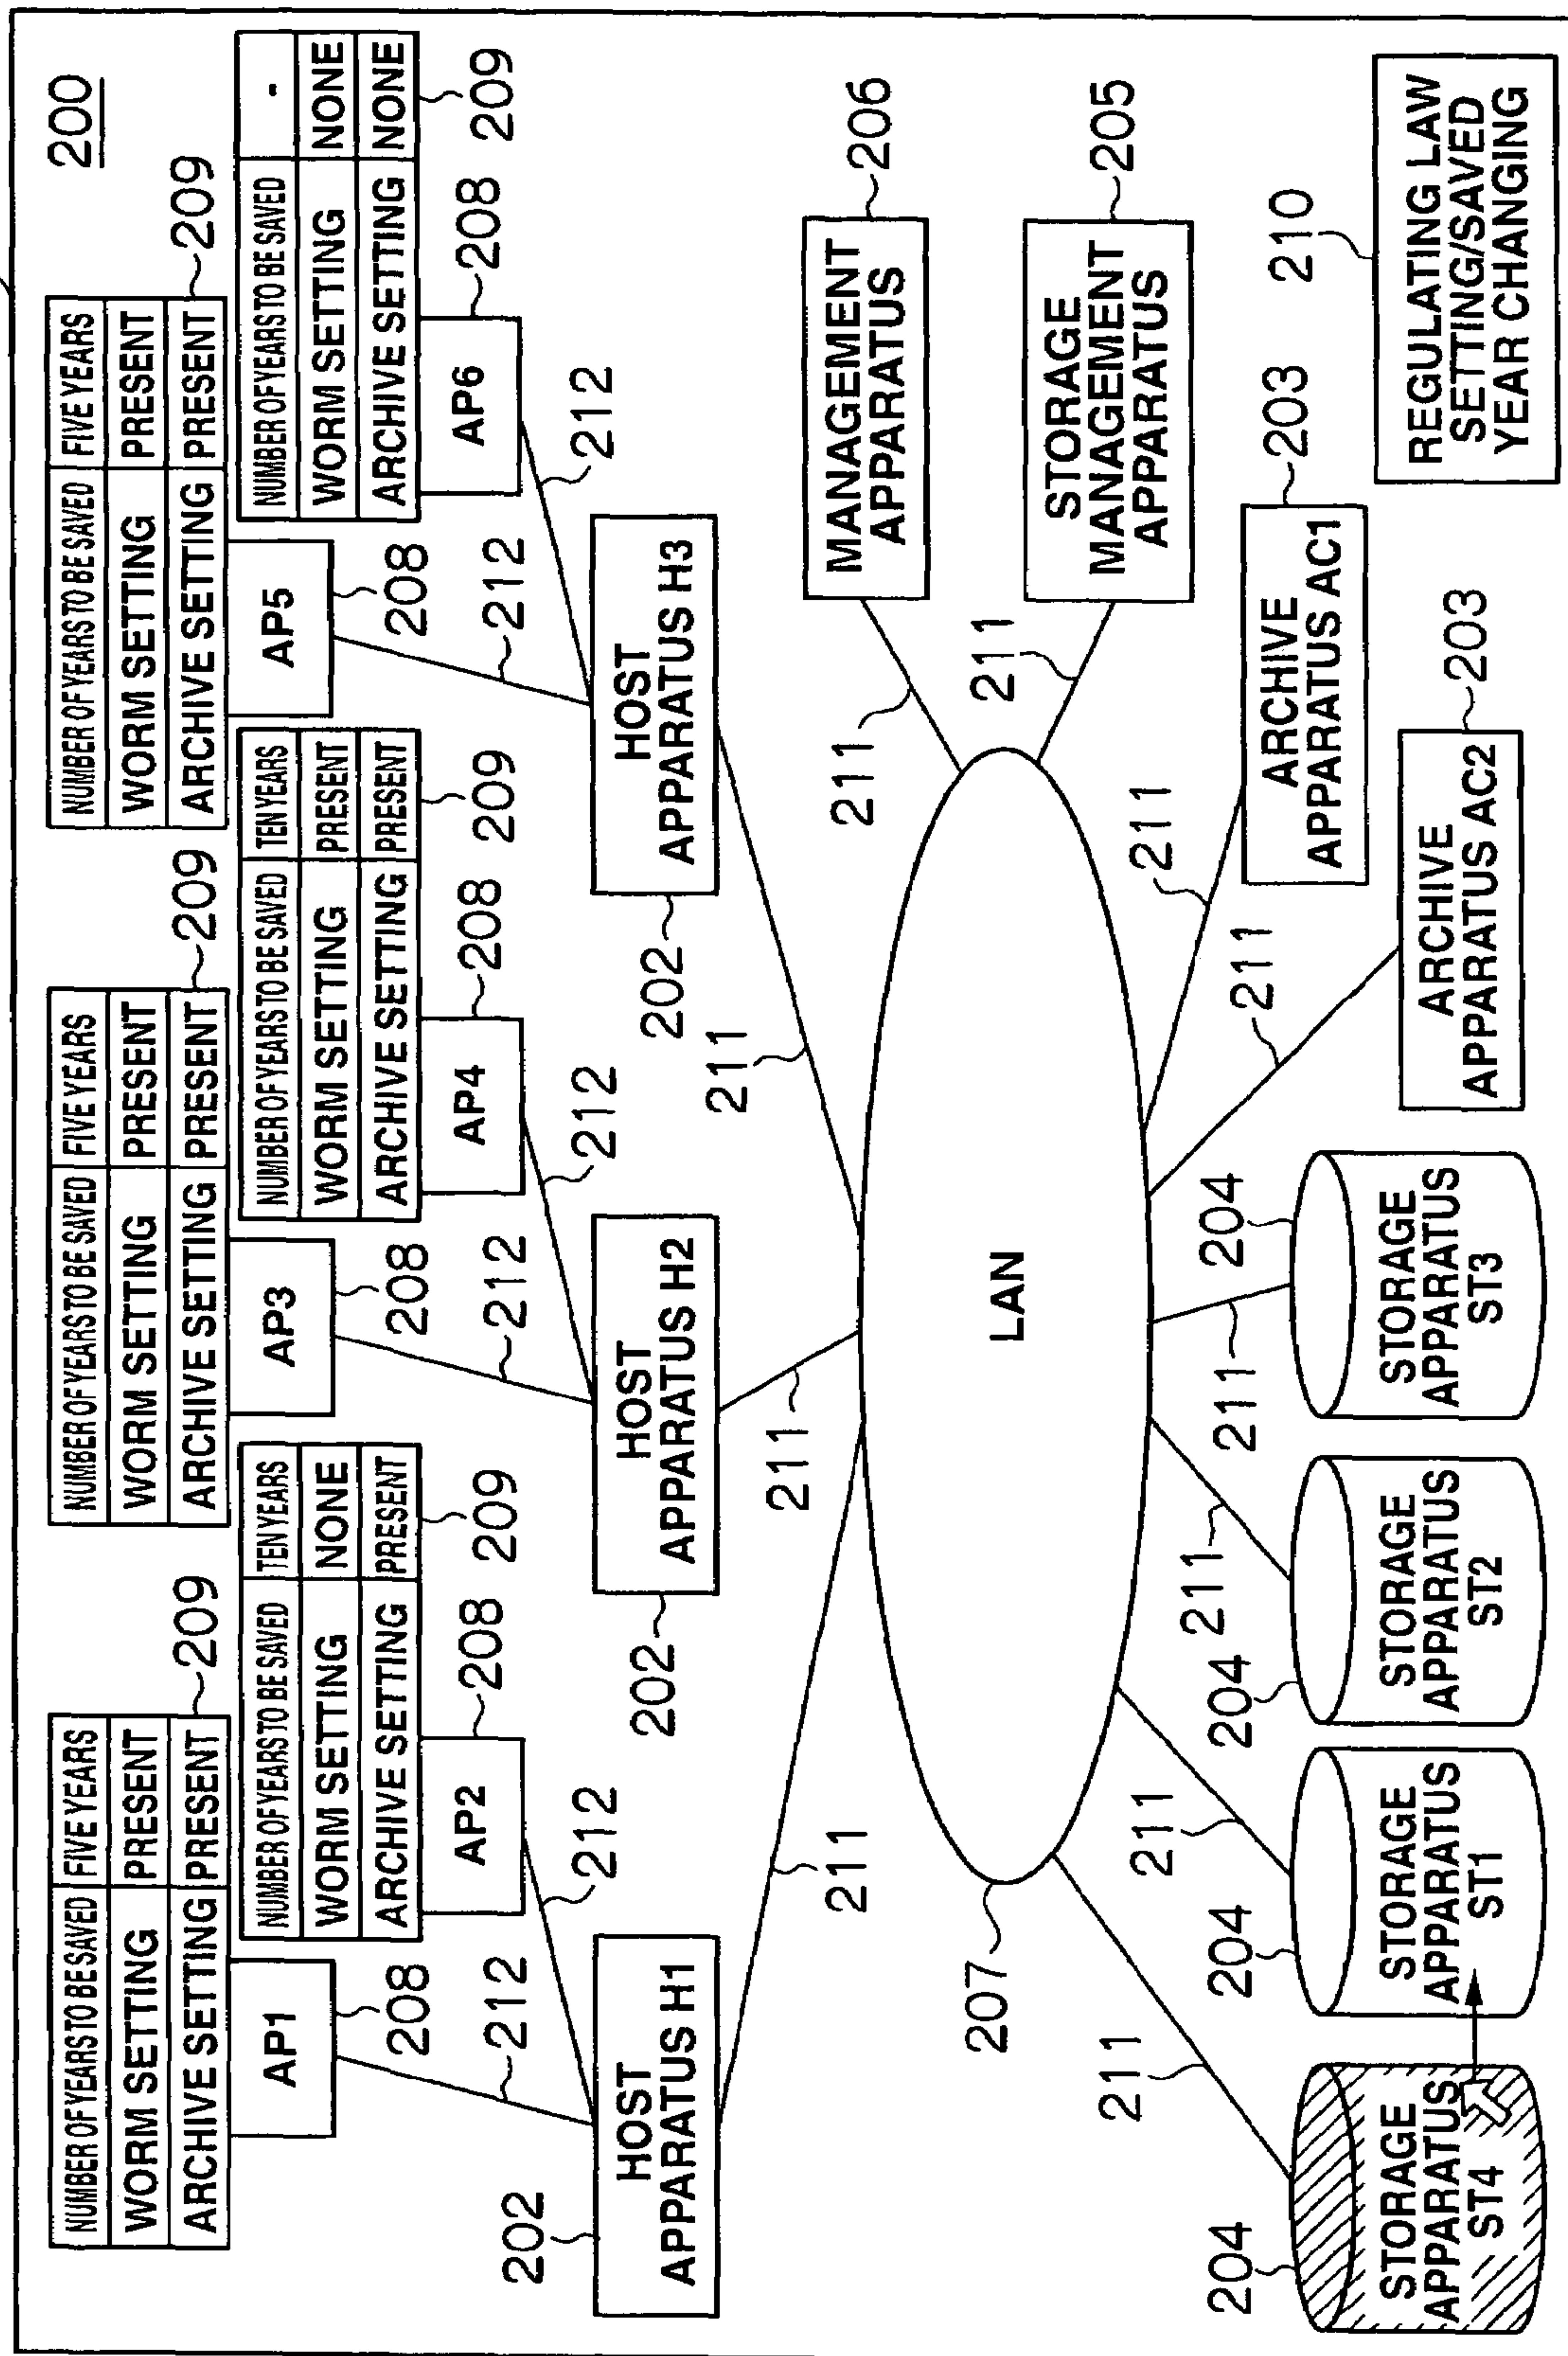 200
NUMBER OF YEARS TO BE SAVED FIVE YEARS
WORM SETTING PRESENT
ARCHIVE SETTING PRESENT
209
AP1
208
212
NUMBER OF YEARS TO BE SAVED TEN YEARS
WORM SETTING NONE
ARCHIVE SETTING PRESENT
209
AP2
208
212
NUMBER OF YEARS TO BE SAVED FIVE YEARS
WORM SETTING PRESENT
ARCHIVE SETTING PRESENT
209
AP3
208
212
NUMBER OF YEARS TO BE SAVED TEN YEARS
WORM SETTING PRESENT
ARCHIVE SETTING PRESENT
209
AP4
208
212
NUMBER OF YEARS TO BE SAVED FIVE YEARS
WORM SETTING PRESENT
ARCHIVE SETTING PRESENT
209
AP5
208
212
NUMBER OF YEARS TO BE SAVED -
WORM SETTING NONE
ARCHIVE SETTING NONE
209
AP6
208
212
202
HOST
APPARATUS H1
211
202
HOST
APPARATUS H2
211
202
HOST
APPARATUS H3
211
MANAGEMENT
APPARATUS
206
211
STORAGE
MANAGEMENT
APPARATUS
205
211
LAN
207
ARCHIVE
APPARATUS AC1
203
211
ARCHIVE
APPARATUS AC2
203
211
210
REGULATING LAW
SETTING/SAVED
YEAR CHANGING
204
STORAGE
APPARATUS
ST4
211
204
STORAGE
APPARATUS
ST1
211
204
STORAGE
APPARATUS
ST2
211
204
STORAGE
APPARATUS
ST3
211